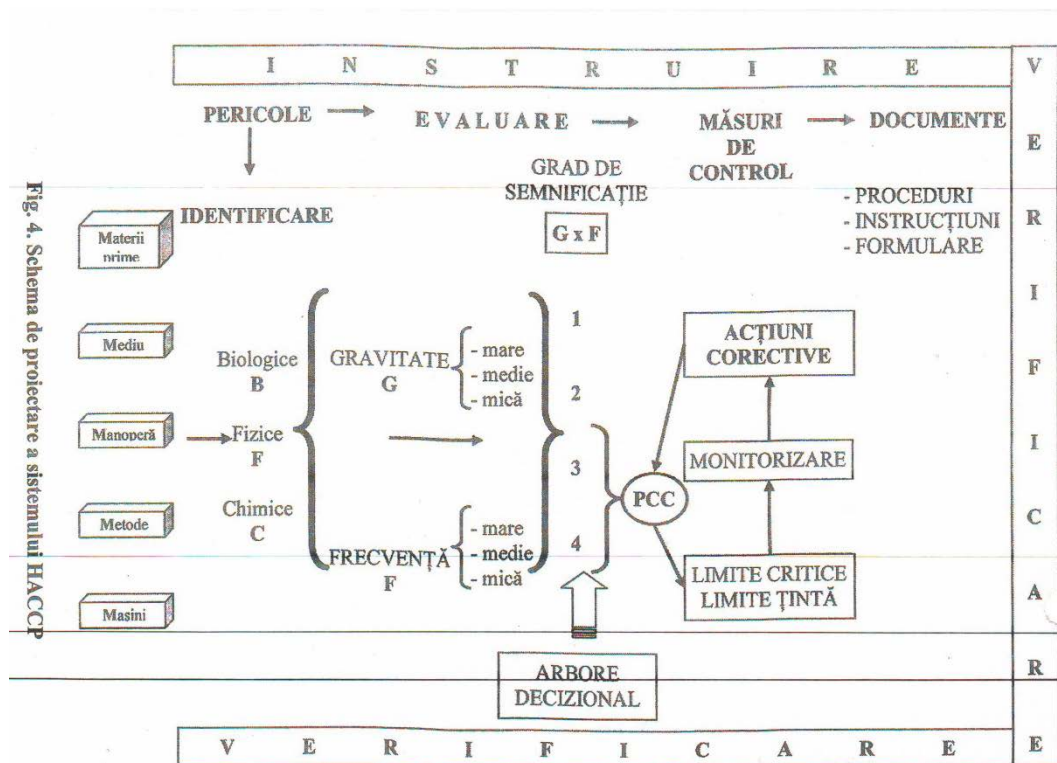 I N S T R U I R E
PERICOLE
EVALUARE
MĂSURI
DE
CONTROL
DOCUMENTE
GRAD DE
SEMNIFICAȚIE
G x F
- PROCEDURI
- INSTRUCȚIUNI
- FORMULARE
IDENTIFICARE
Materii
prime
Mediu
Manoperă
Metode
Mașini
Biologice
B
Fizice
F
Chimice
C
GRAVITATE
G
- mare
- medie
- mică
FRECVENȚĂ
F
- mare
- medie
- mică
1
2
3
4
PCC
ACȚIUNI
CORECTIVE
MONITORIZARE
LIMITE CRITICE
LIMITE ȚINTĂ
ARBORE
DECIZIONAL
V E R I F I C A R E
V E R I F I C A R E
Fig. 4. Schema de proiectare a sistemului HACCP